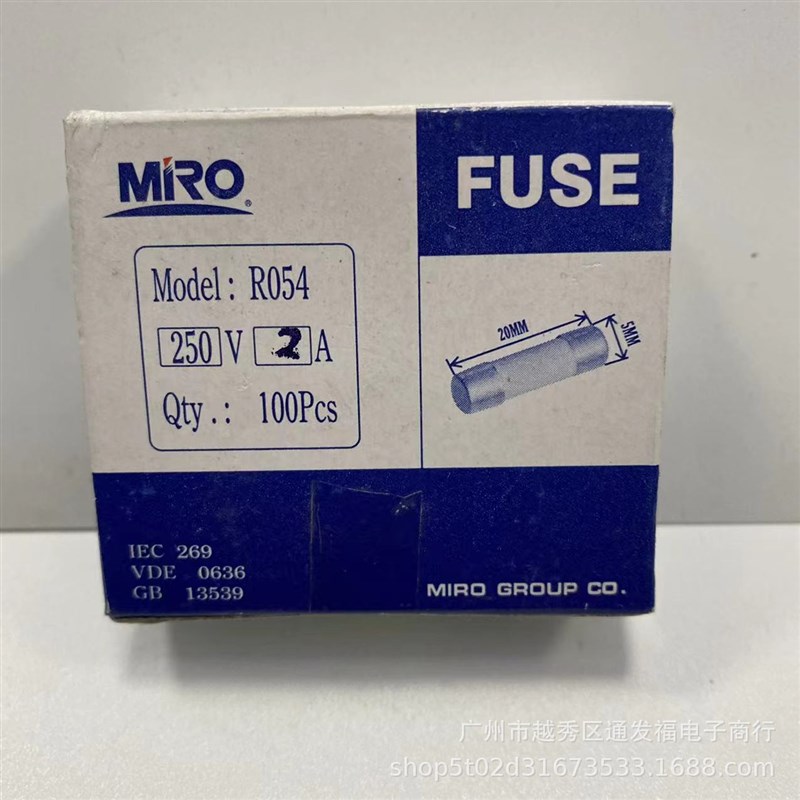 MIRO®
FUSE
Model: R054
250 V 2 A
Qty.: 100Pcs
20MM
5MM
IEC 269
VDE 0636
GB 13539
MIRO GROUP CO.
广州市越秀区通发福电子商行
shop5t02d31673533.1688.com